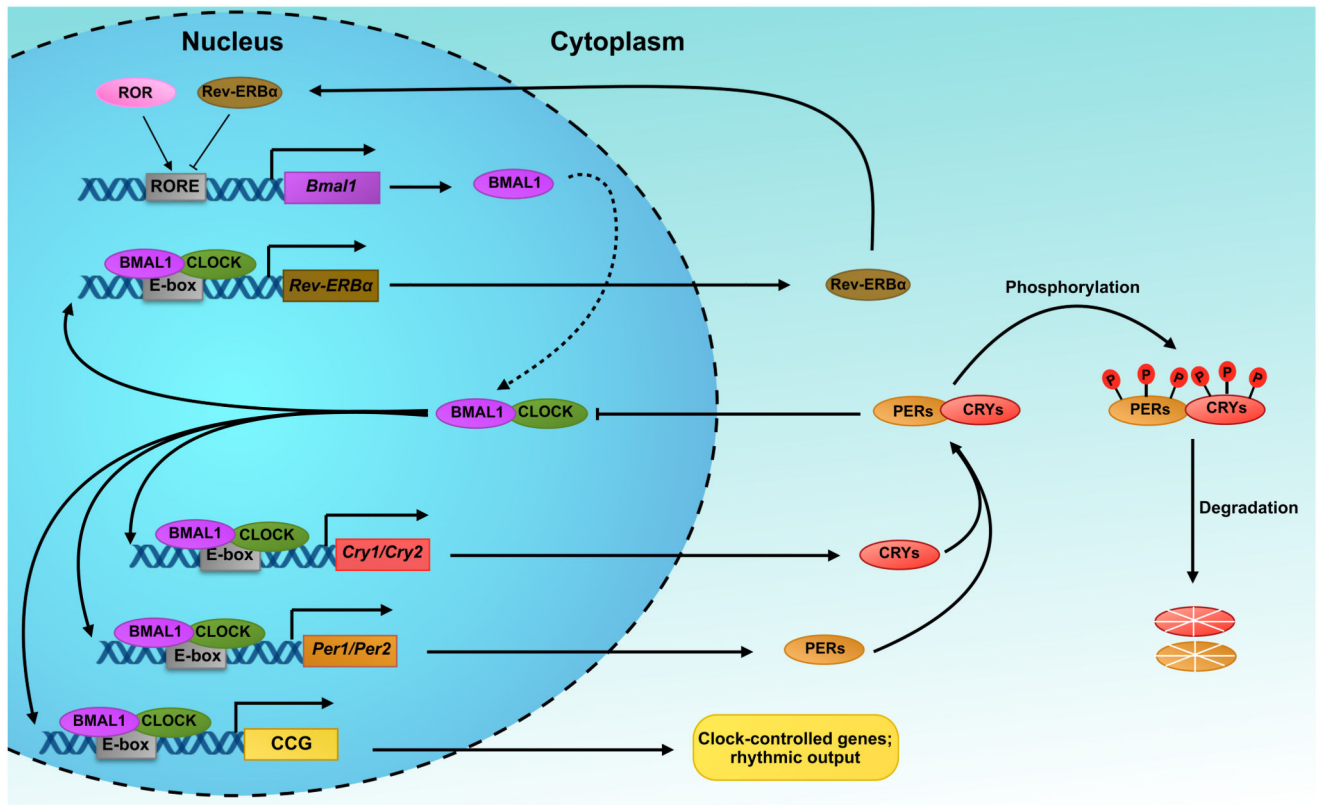 Nucleus
Cytoplasm
ROR
Rev-ERBα
RORE
Bmal1
BMAL1
BMAL1
CLOCK
E-box
Rev-ERBα
Rev-ERBα
Phosphorylation
BMAL1
CLOCK
PERs
CRYs
P
P
P
P
P
P
PERs
CRYs
Degradation
BMAL1
CLOCK
E-box
Cry1/Cry2
CRYs
BMAL1
CLOCK
E-box
Per1/Per2
PERs
BMAL1
CLOCK
E-box
CCG
Clock-controlled genes;
rhythmic output